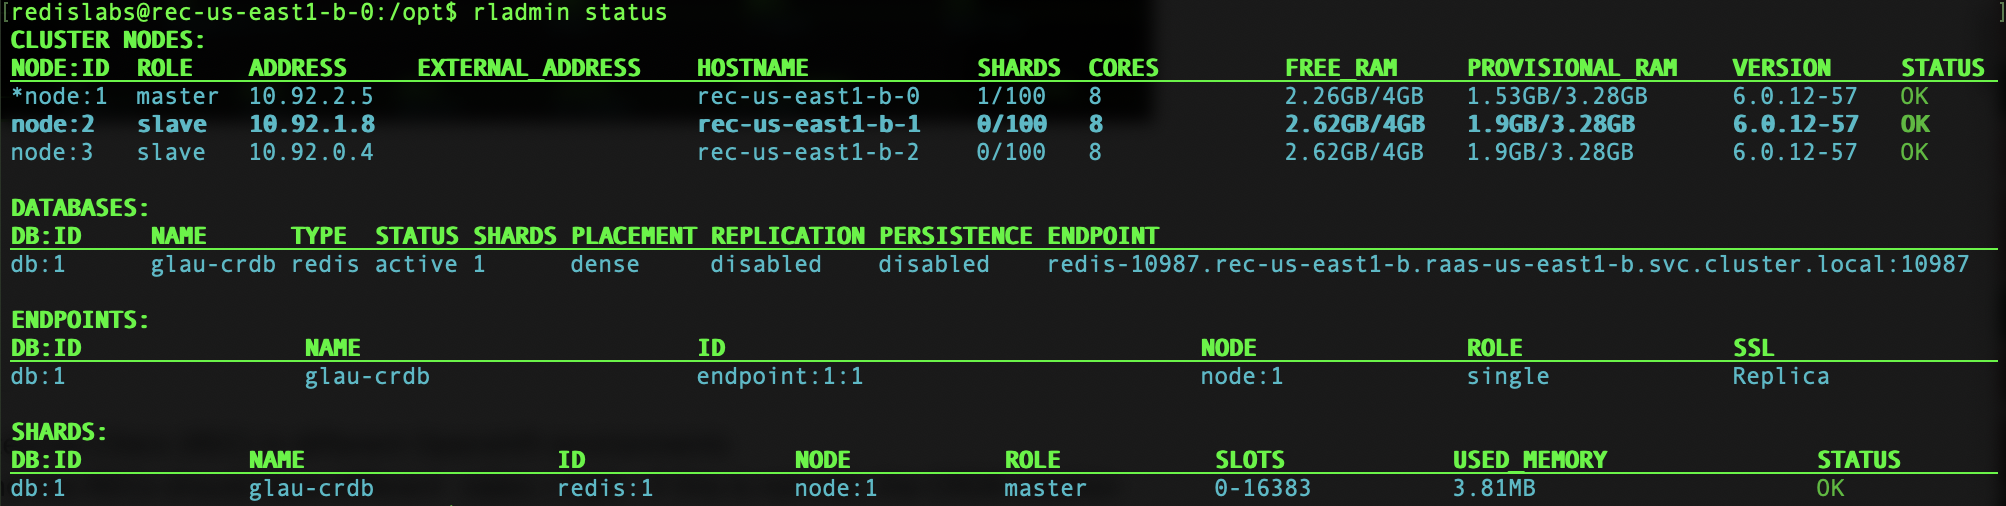 [redislabs@rec-us-east1-b-0:/opt$ rladmin status ]
CLUSTER NODES:
NODE:ID ROLE ADDRESS EXTERNAL_ADDRESS HOSTNAME SHARDS CORES FREE_RAM PROVISIONAL_RAM VERSION STATUS
*node:1 master 10.92.2.5 rec-us-east1-b-0 1/100 8 2.26GB/4GB 1.53GB/3.28GB 6.0.12-57 OK
node:2 slave 10.92.1.8 rec-us-east1-b-1 0/100 8 2.62GB/4GB 1.9GB/3.28GB 6.0.12-57 OK
node:3 slave 10.92.0.4 rec-us-east1-b-2 0/100 8 2.62GB/4GB 1.9GB/3.28GB 6.0.12-57 OK
DATABASES:
DB:ID NAME TYPE STATUS SHARDS PLACEMENT REPLICATION PERSISTENCE ENDPOINT
db:1 glau-crdb redis active 1 dense disabled disabled redis-10987.rec-us-east1-b.raas-us-east1-b.svc.cluster.local:10987
ENDPOINTS:
DB:ID NAME ID NODE ROLE SSL
db:1 glau-crdb endpoint:1:1 node:1 single Replica
SHARDS:
DB:ID NAME ID NODE ROLE SLOTS USED_MEMORY STATUS
db:1 glau-crdb redis:1 node:1 master 0-16383 3.81MB OK